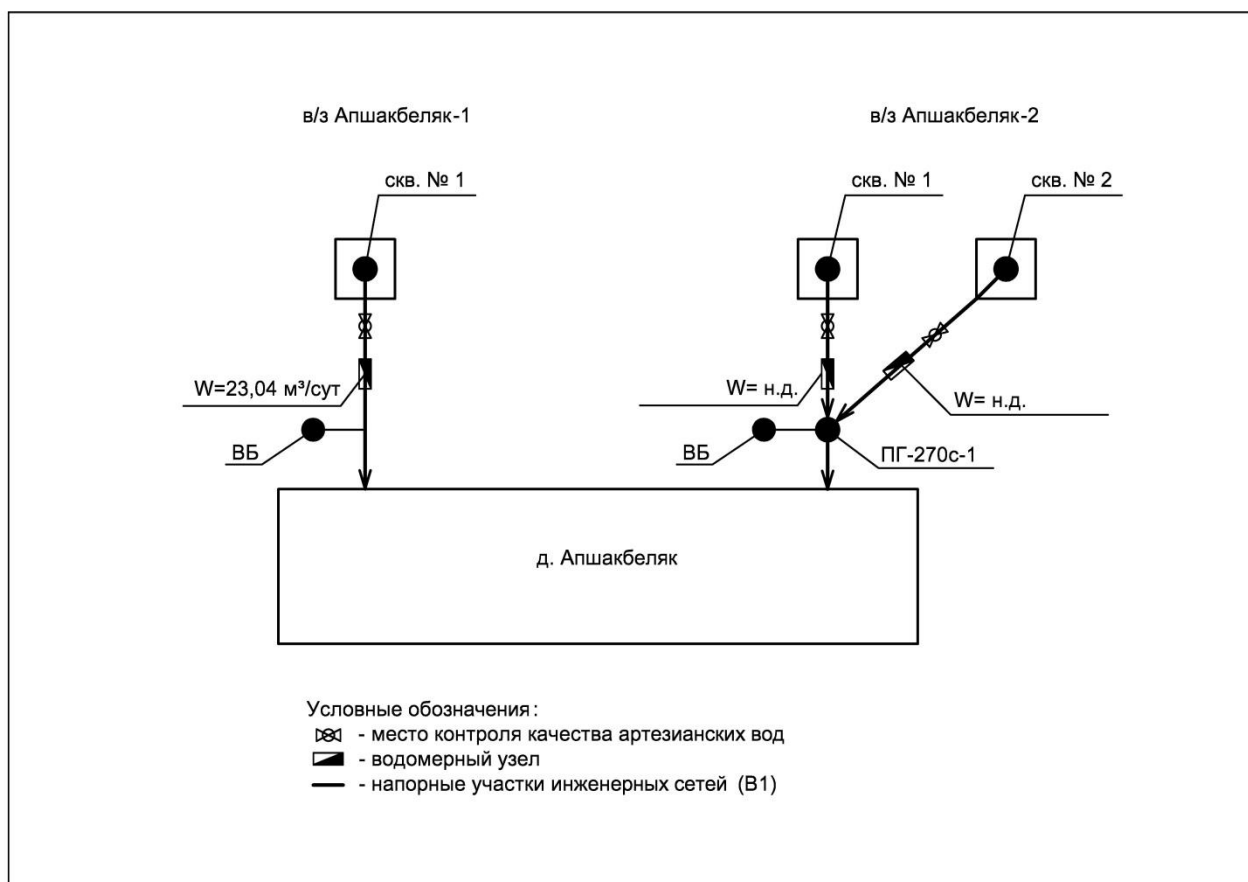 в/з Апшакбеляк-1
в/з Апшакбеляк-2
скв. № 1
скв. № 1
скв. № 2
W=23,04 м³/сут
W= н.д.
W= н.д.
ВБ
ВБ
ПГ-270с-1
д. Апшакбеляк
Условные обозначения:
- место контроля качества артезианских вод
- водомерный узел
- напорные участки инженерных сетей (В1)